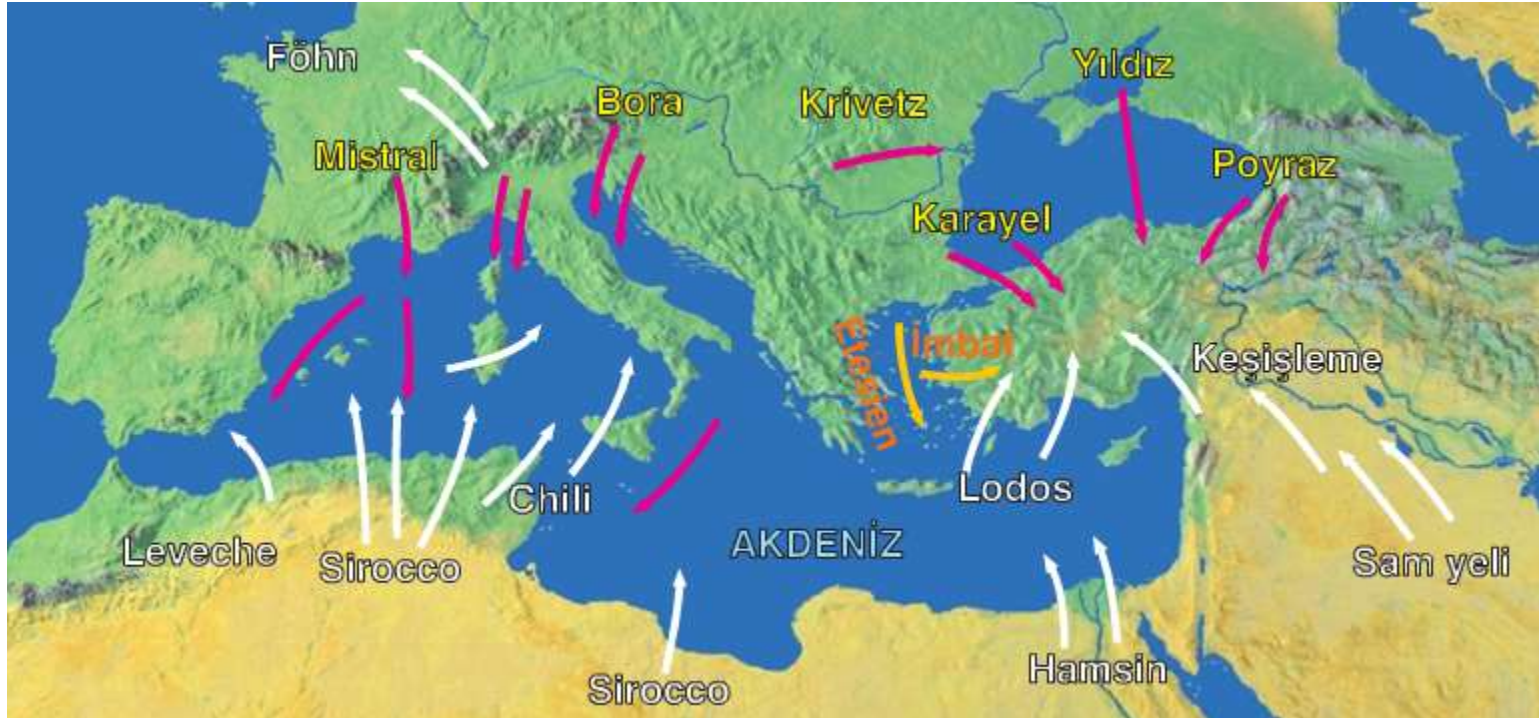 Föhn
Yıldız
Bora
Krivetz
Mistral
Poyraz
Karayel
Etesien
İmbat
Keşişleme
Chili
Lodos
Leveche
Sirocco
AKDENİZ
Sam yeli
Sirocco
Hamsin